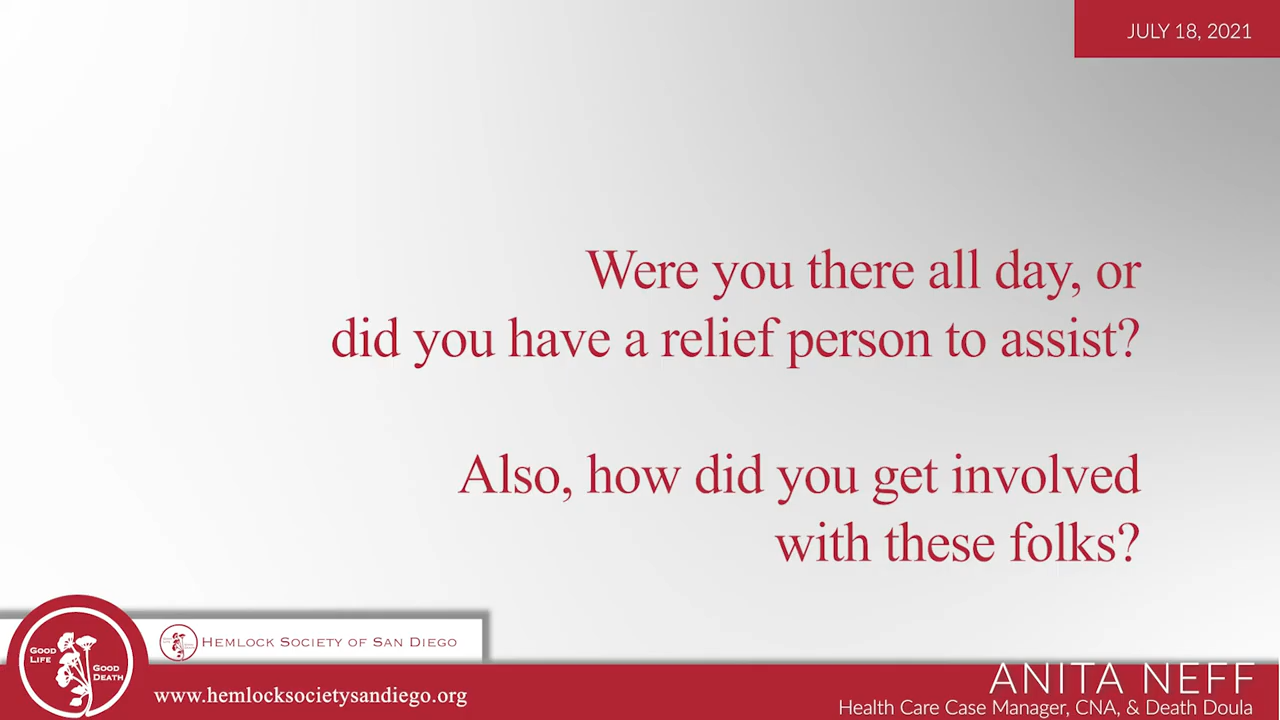 JULY 18, 2021
Were you there all day, or
did you have a relief person to assist?
Also, how did you get involved
with these folks?
GOOD
LIFE
GOOD
DEATH
HEMLOCK SOCIETY OF SAN DIEGO
www.hemlocksocietysandiego.org
ANITA NEFF
Health Care Case Manager, CNA, & Death Doula